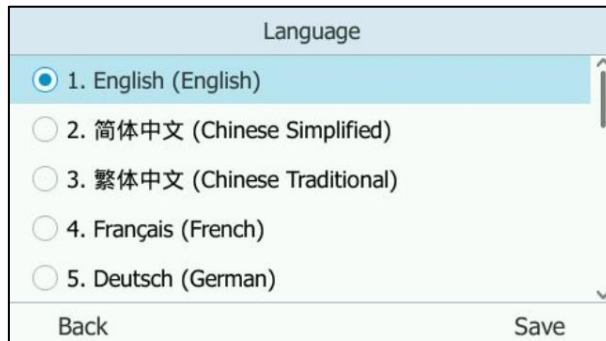 Language
1. English (English)
2. 简体中文 (Chinese Simplified)
3. 繁体中文 (Chinese Traditional)
4. Français (French)
5. Deutsch (German)
Back Save